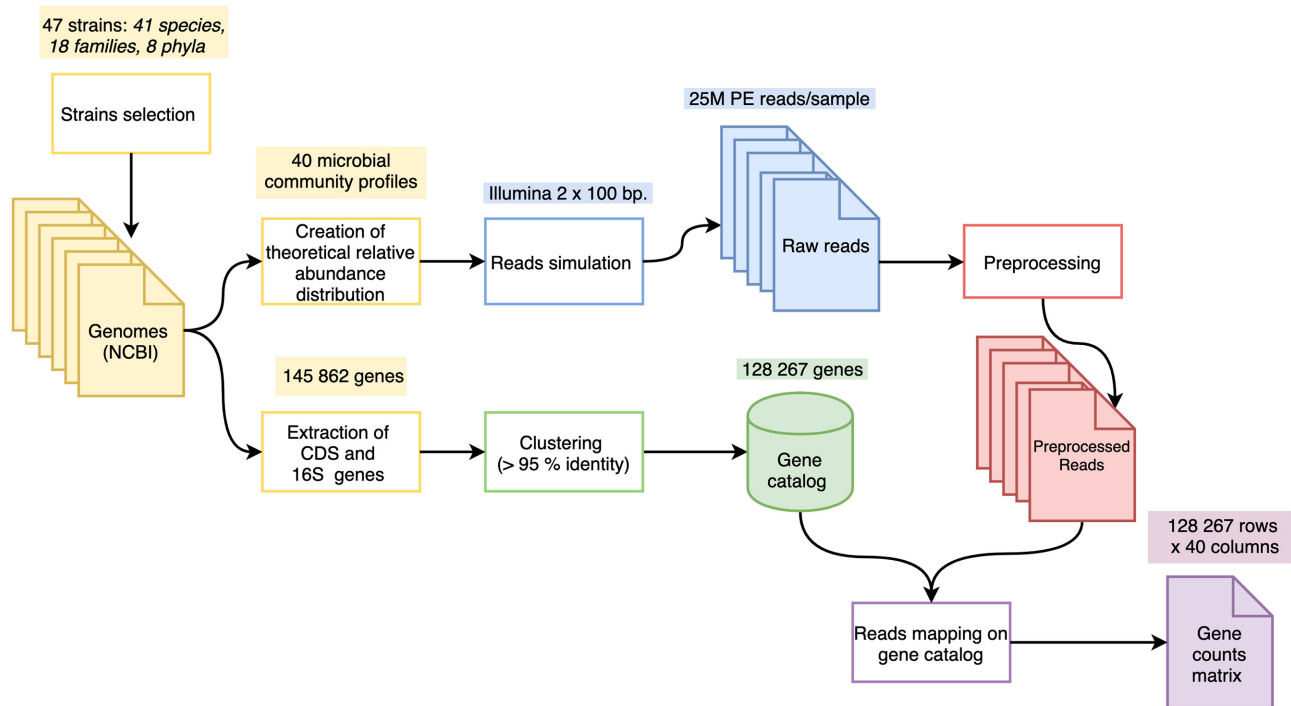 47 strains: 41 species,
18 families, 8 phyla
Strains selection
Genomes
(NCBI)
40 microbial
community profiles
Creation of
theoretical relative
abundance
distribution
Illumina 2 x 100 bp.
Reads simulation
25M PE reads/sample
Raw reads
Preprocessing
Preprocessed
Reads
145 862 genes
Extraction of
CDS and
16S genes
Clustering
(> 95 % identity)
128 267 genes
Gene
catalog
Reads mapping on
gene catalog
128 267 rows
x 40 columns
Gene
counts
matrix